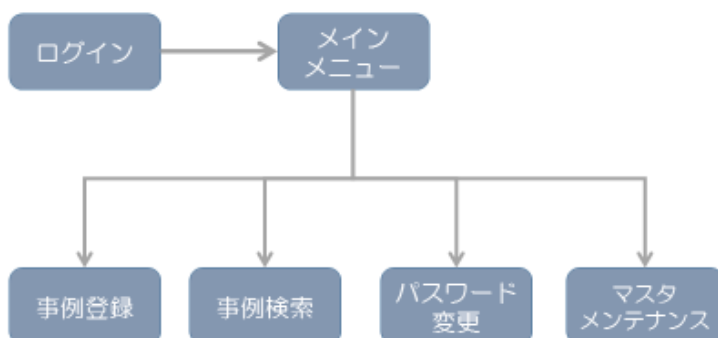 ログイン
メイン
メニュー
事例登録
事例検索
パスワード
変更
マスタ
メンテナンス